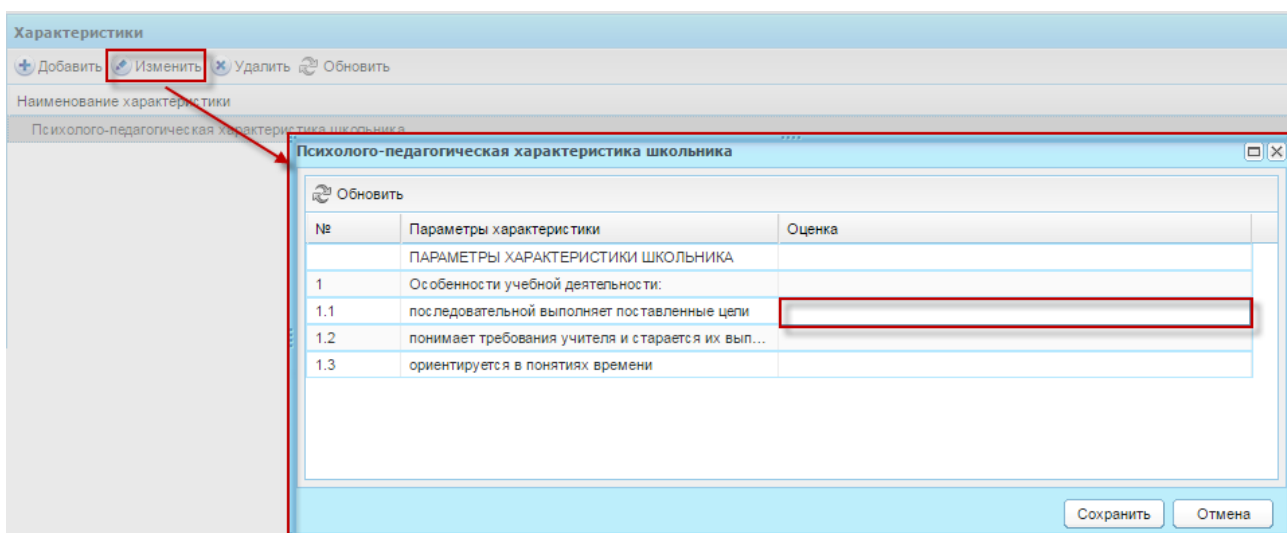 Характеристики
Добавить Изменить Удалить Обновить
Наименование характеристики
Психолого-педагогическая характеристика школьника
Психолого-педагогическая характеристика школьника
Обновить
№ Параметры характеристики Оценка
ПАРАМЕТРЫ ХАРАКТЕРИСТИКИ ШКОЛЬНИКА
1 Особенности учебной деятельности:
1.1 последовательной выполняет поставленные цели
1.2 понимает требования учителя и старается их вып...
1.3 ориентируется в понятиях времени
Сохранить Отмена